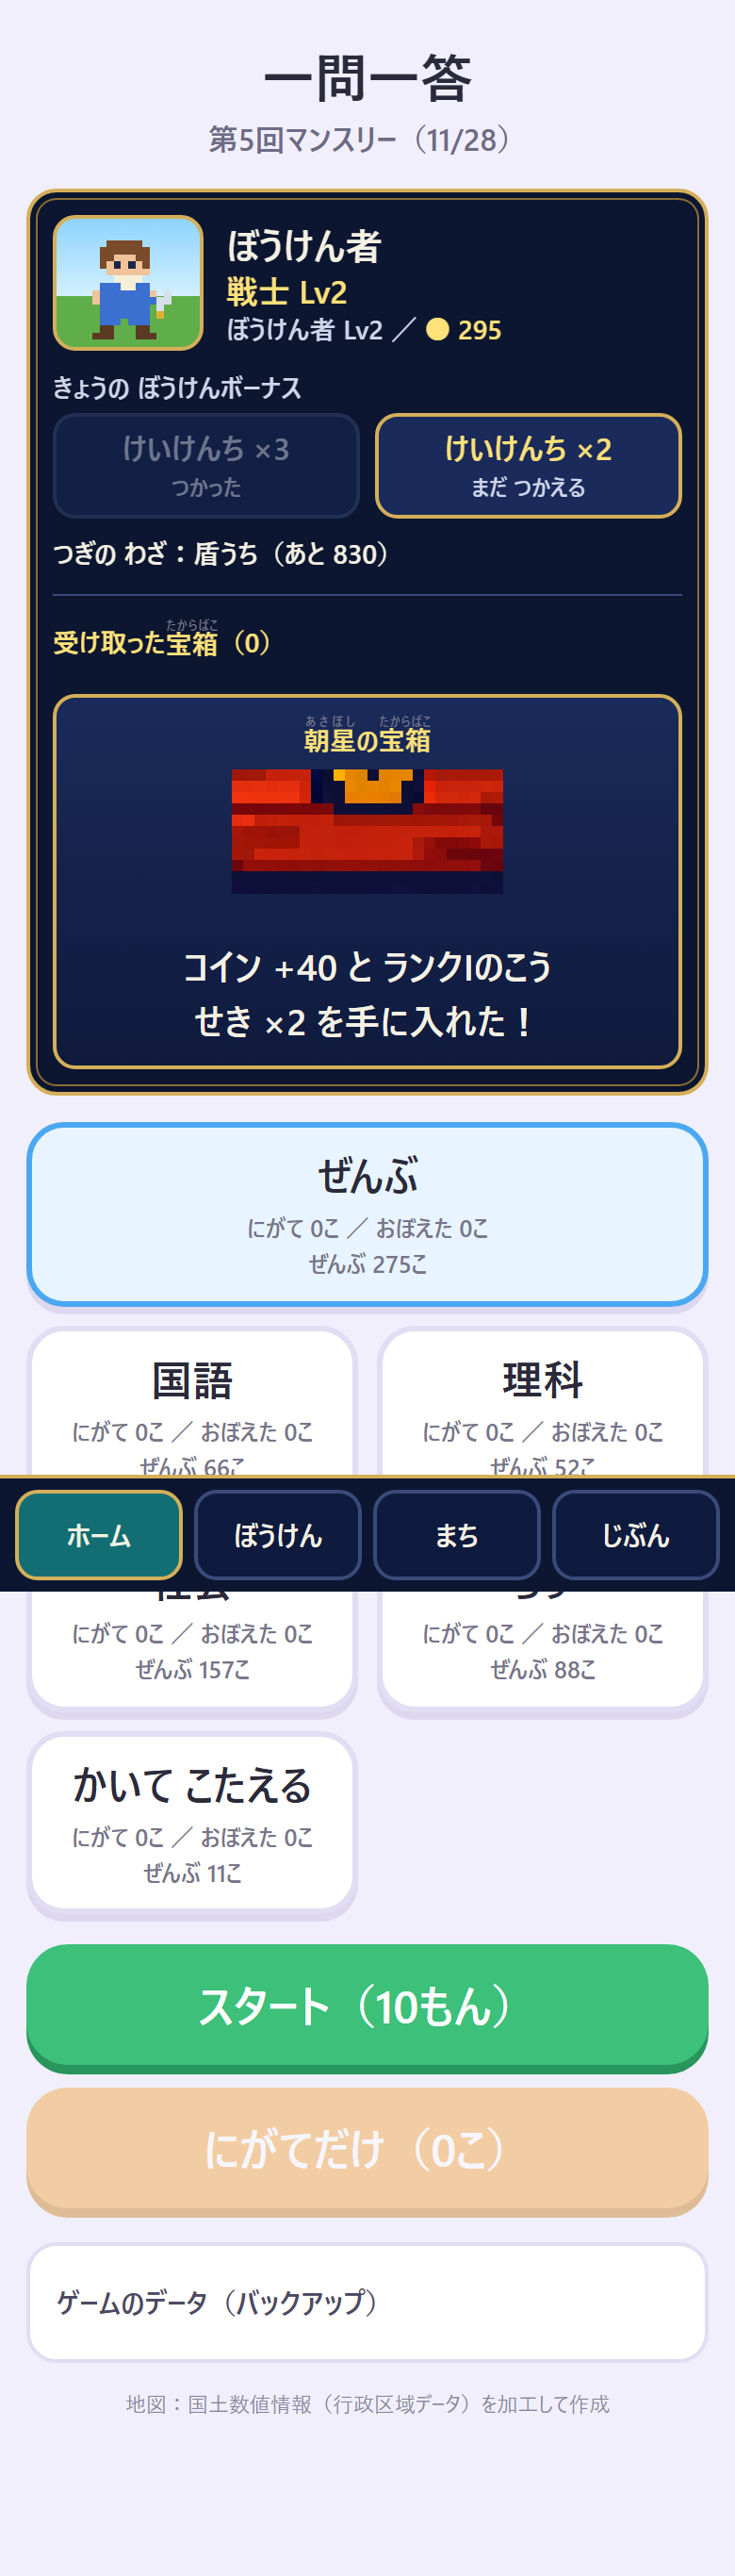 一問一答
第5回マンスリー（11/28）
ぼうけん者
戦士 Lv2
ぼうけん者 Lv2 ／ 295
きょうの ぼうけんボーナス
けいけんち ×3
つかった
けいけんち ×2
まだ つかえる
つぎの わざ：盾うち（あと 830）
たからばこ
受け取った宝箱（0）
あさぼし たからばこ
朝星の宝箱
コイン +40 と ランクIのこう
せき ×2 を手に入れた！
ぜんぶ
にがて 0こ ／ おぼえた 0こ
ぜんぶ 275こ
国語
にがて 0こ ／ おぼえた 0こ
ぜんぶ 66こ
理科
にがて 0こ ／ おぼえた 0こ
ぜんぶ 52こ
ホーム
ぼうけん
まち
じぶん
にがて 0こ ／ おぼえた 0こ
ぜんぶ 157こ
にがて 0こ ／ おぼえた 0こ
ぜんぶ 88こ
かいて こたえる
にがて 0こ ／ おぼえた 0こ
ぜんぶ 11こ
スタート（10もん）
にがてだけ（0こ）
ゲームのデータ（バックアップ）
地図：国土数値情報（行政区域データ）を加工して作成